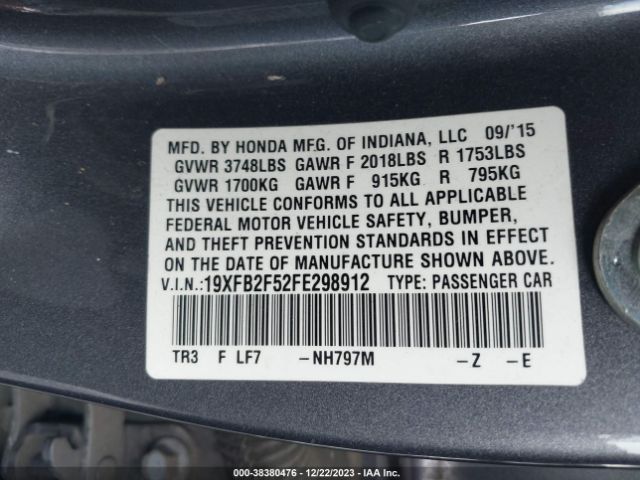 MFD. BY HONDA MFG. OF INDIANA, LLC 09/'15
GVWR 3748LBS GAWR F 2018LBS R 1753LBS
GVWR 1700KG GAWR F 915KG R 795KG
THIS VEHICLE CONFORMS TO ALL APPLICABLE
FEDERAL MOTOR VEHICLE SAFETY, BUMPER,
AND THEFT PREVENTION STANDARDS IN EFFECT
ON THE DATE OF MANUFACTURE SHOWN ABOVE.
V.I.N.:19XFB2F52FE298912 TYPE: PASSENGER CAR
TR3 F LF7 -NH797M -Z -E
000-38380476 - 12/22/2023 - IAA Inc.